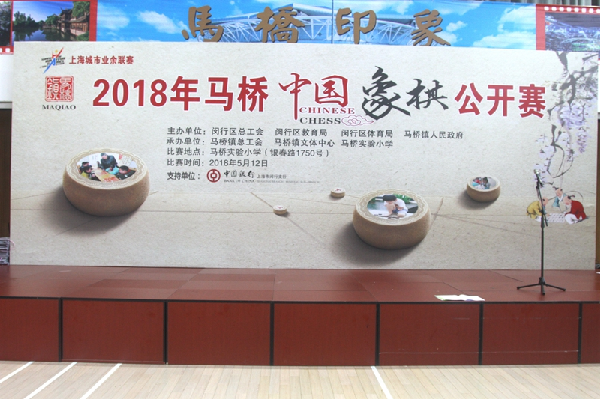 馬橋印象
上海城市业余联赛
MAQIAO
2018年马桥中国象棋公开赛
CHINESE
CHESS
主办单位：闵行区总工会 闵行区教育局 闵行区体育局 马桥镇人民政府
承办单位：马桥镇总工会 马桥镇文体中心 马桥实验小学
比赛地点：马桥实验小学（银春路1750号）
比赛时间：2018年5月12日
支持单位：中国银行